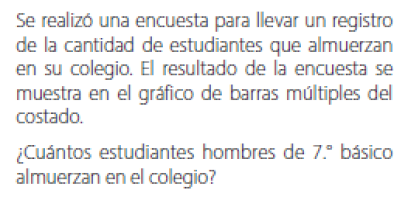 Se realizó una encuesta para llevar un registro
de la cantidad de estudiantes que almuerzan
en su colegio. El resultado de la encuesta se
muestra en el gráfico de barras múltiples del
costado.
¿Cuántos estudiantes hombres de 7.° básico
almuerzan en el colegio?